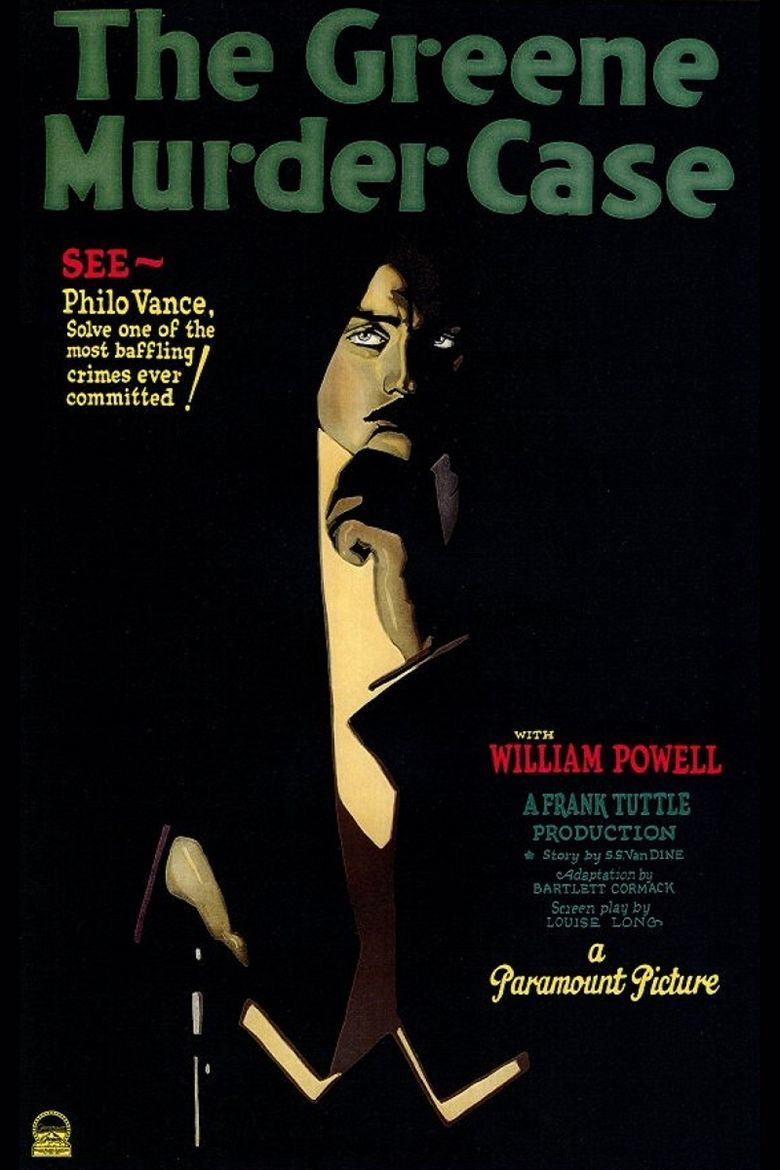 The Greene
Murder Case
SEE~
Philo Vance,
Solve one of the
most baffling
crimes ever
committed!
WITH
WILLIAM POWELL
A FRANK TUTTLE
PRODUCTION
* Story by S.S. Van DINE
Adaptation by
BARTLETT CORMACK
Screen play by
LOUISE LONG
a
Paramount Picture